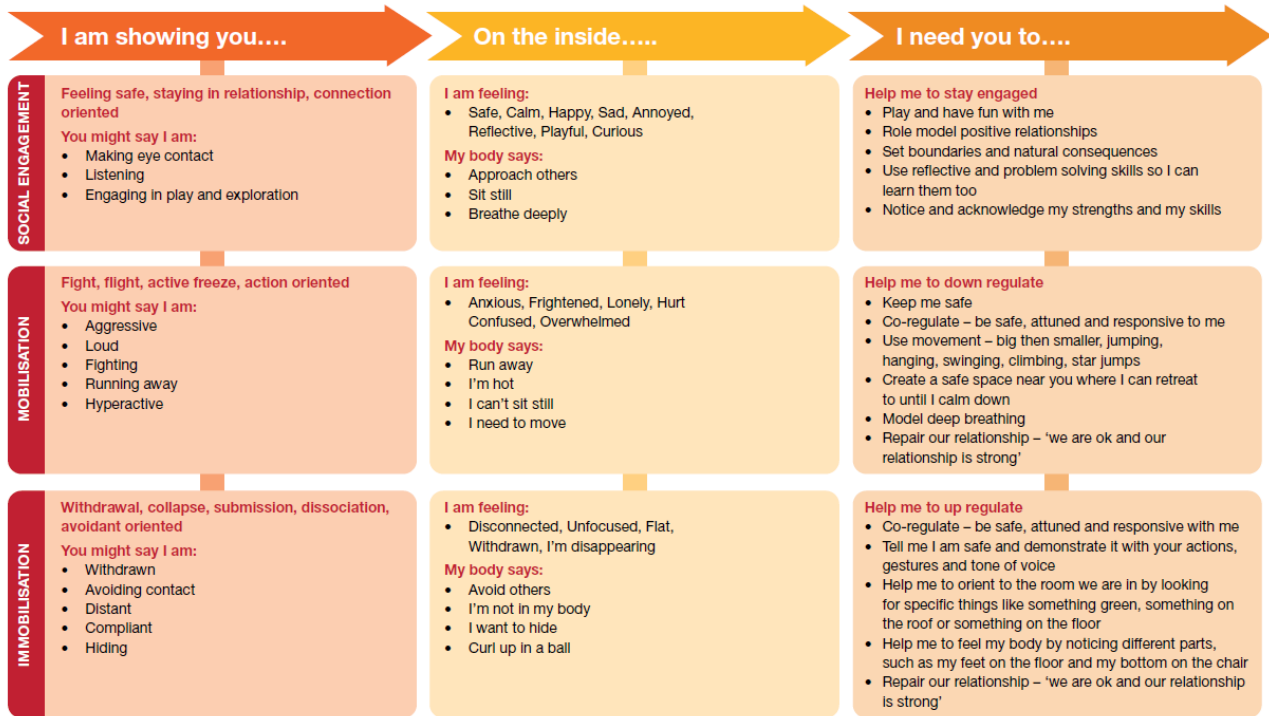 I am showing you....
On the inside.....
I need you to....
SOCIAL ENGAGEMENT
Feeling safe, staying in relationship, connection
oriented
You might say I am:
• Making eye contact
• Listening
• Engaging in play and exploration
I am feeling:
• Safe, Calm, Happy, Sad, Annoyed,
Reflective, Playful, Curious
My body says:
• Approach others
• Sit still
• Breathe deeply
Help me to stay engaged
• Play and have fun with me
• Role model positive relationships
• Set boundaries and natural consequences
• Use reflective and problem solving skills so I can
learn them too
• Notice and acknowledge my strengths and my skills
MOBILISATION
Fight, flight, active freeze, action oriented
You might say I am:
• Aggressive
• Loud
• Fighting
• Running away
• Hyperactive
I am feeling:
• Anxious, Frightened, Lonely, Hurt
Confused, Overwhelmed
My body says:
• Run away
• I'm hot
• I can't sit still
• I need to move
Help me to down regulate
• Keep me safe
• Co-regulate – be safe, attuned and responsive to me
• Use movement – big then smaller, jumping,
hanging, swinging, climbing, star jumps
• Create a safe space near you where I can retreat
to until I calm down
• Model deep breathing
• Repair our relationship – 'we are ok and our
relationship is strong'
IMMOBILISATION
Withdrawal, collapse, submission, dissociation,
avoidant oriented
You might say I am:
• Withdrawn
• Avoiding contact
• Distant
• Compliant
• Hiding
I am feeling:
• Disconnected, Unfocused, Flat,
Withdrawn, I'm disappearing
My body says:
• Avoid others
• I'm not in my body
• I want to hide
• Curl up in a ball
Help me to up regulate
• Co-regulate – be safe, attuned and responsive with me
• Tell me I am safe and demonstrate it with your actions,
gestures and tone of voice
• Help me to orient to the room we are in by looking
for specific things like something green, something on
the roof or something on the floor
• Help me to feel my body by noticing different parts,
such as my feet on the floor and my bottom on the chair
• Repair our relationship – 'we are ok and our relationship
is strong'